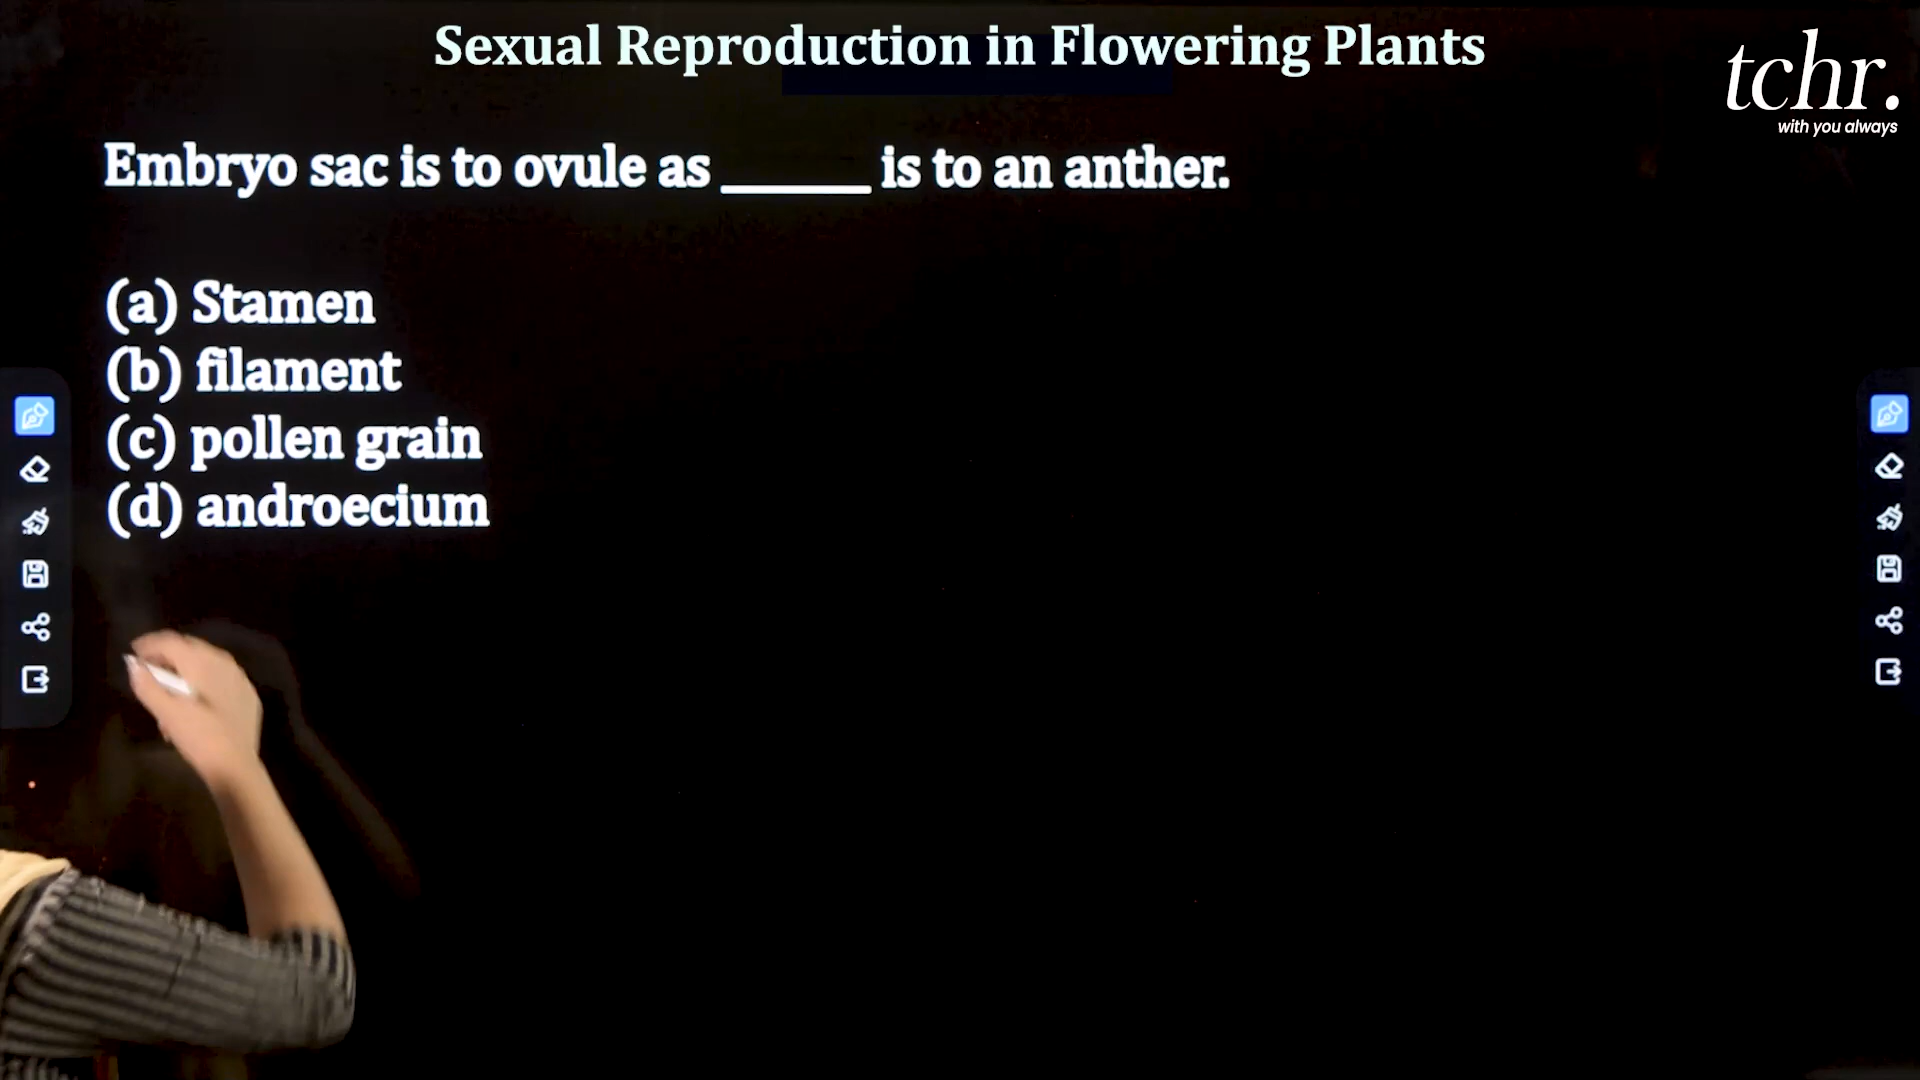 Sexual Reproduction in Flowering Plants
tchr.
with you always
Embryo sac is to ovule as ______ is to an anther.
(a) Stamen
(b) filament
(c) pollen grain
(d) androecium